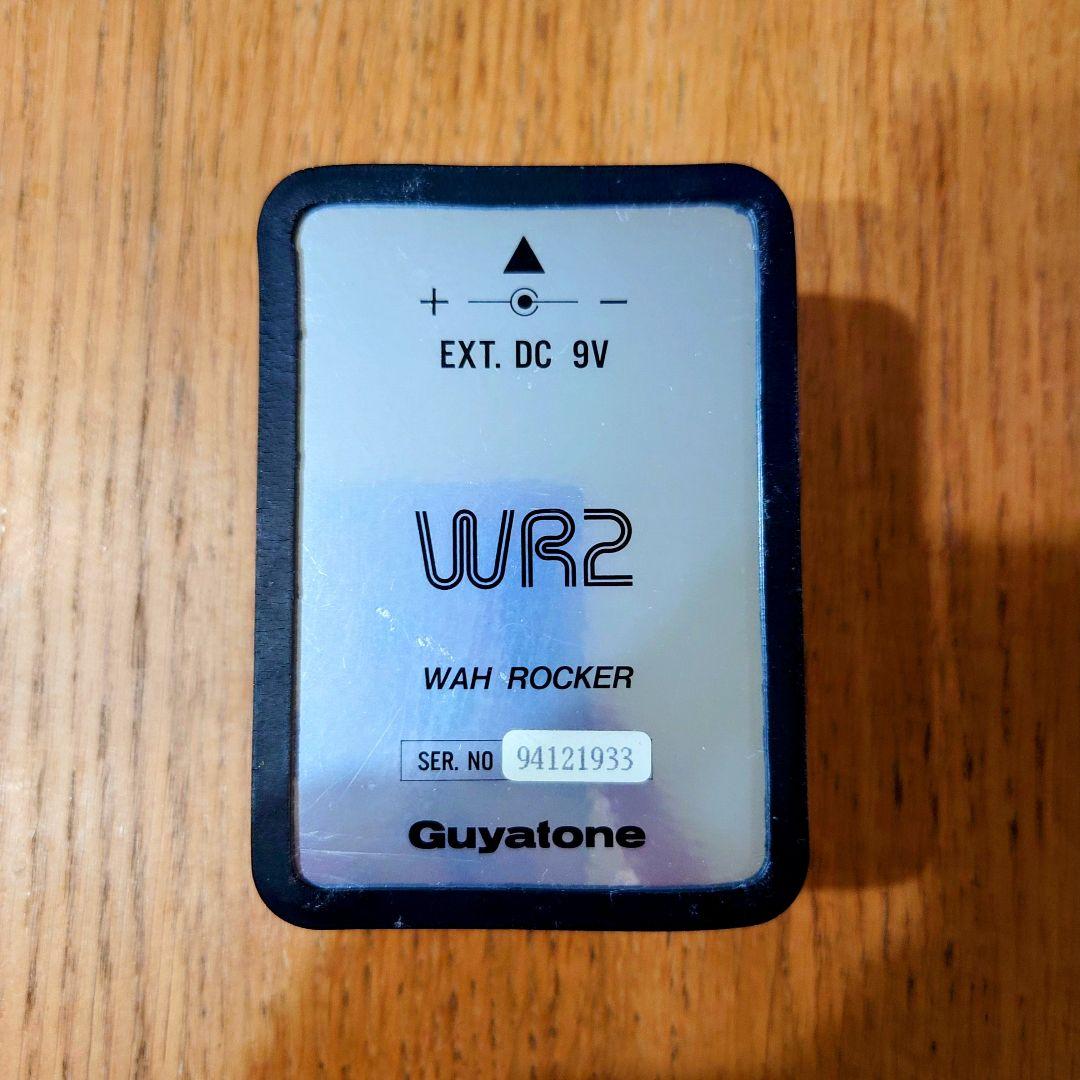 + −
EXT. DC 9V
WR2
WAH ROCKER
SER. NO 94121933
Guyatone